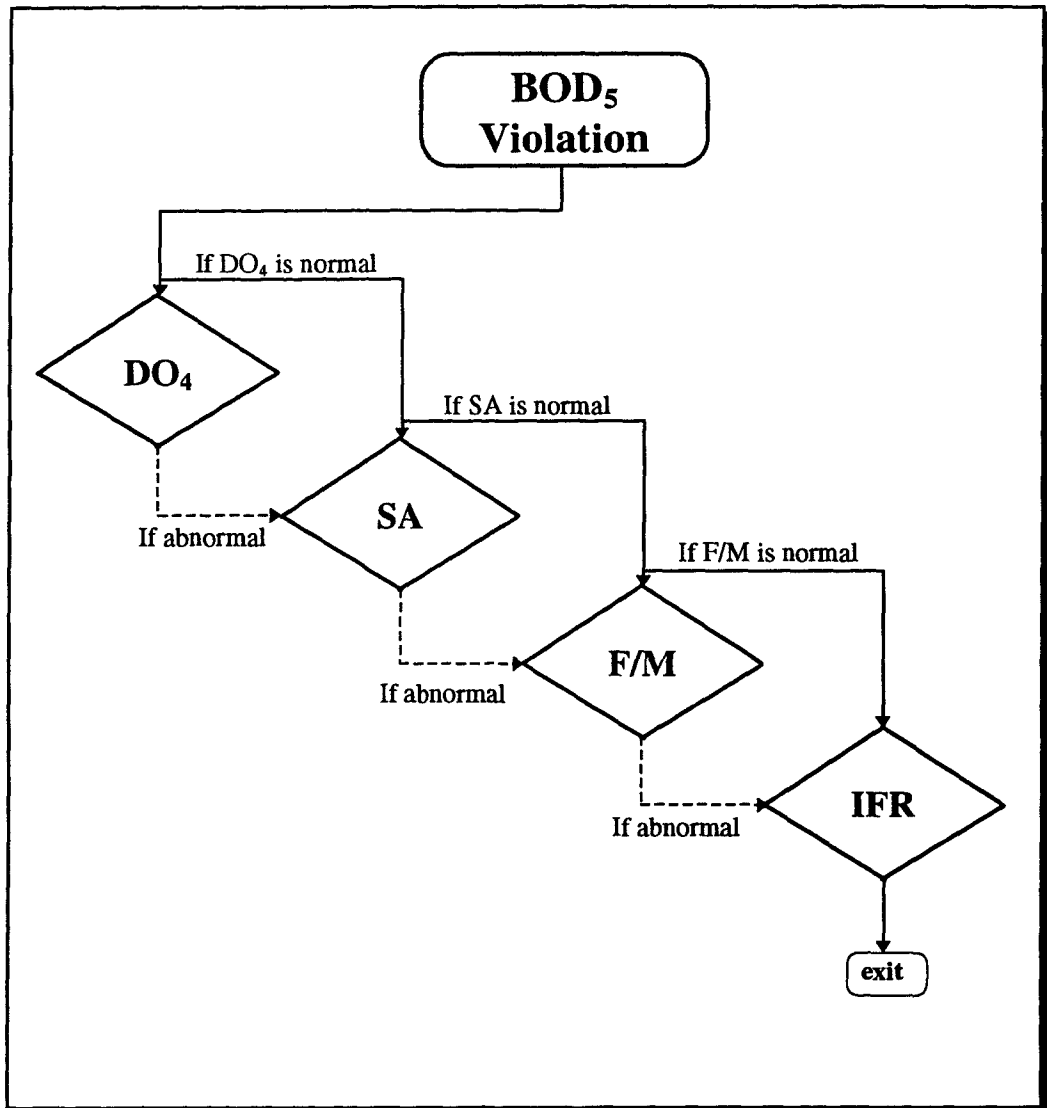 BOD₅
Violation
If DO₄ is normal
DO₄
If SA is normal
If abnormal
SA
If F/M is normal
If abnormal
F/M
If abnormal
IFR
exit